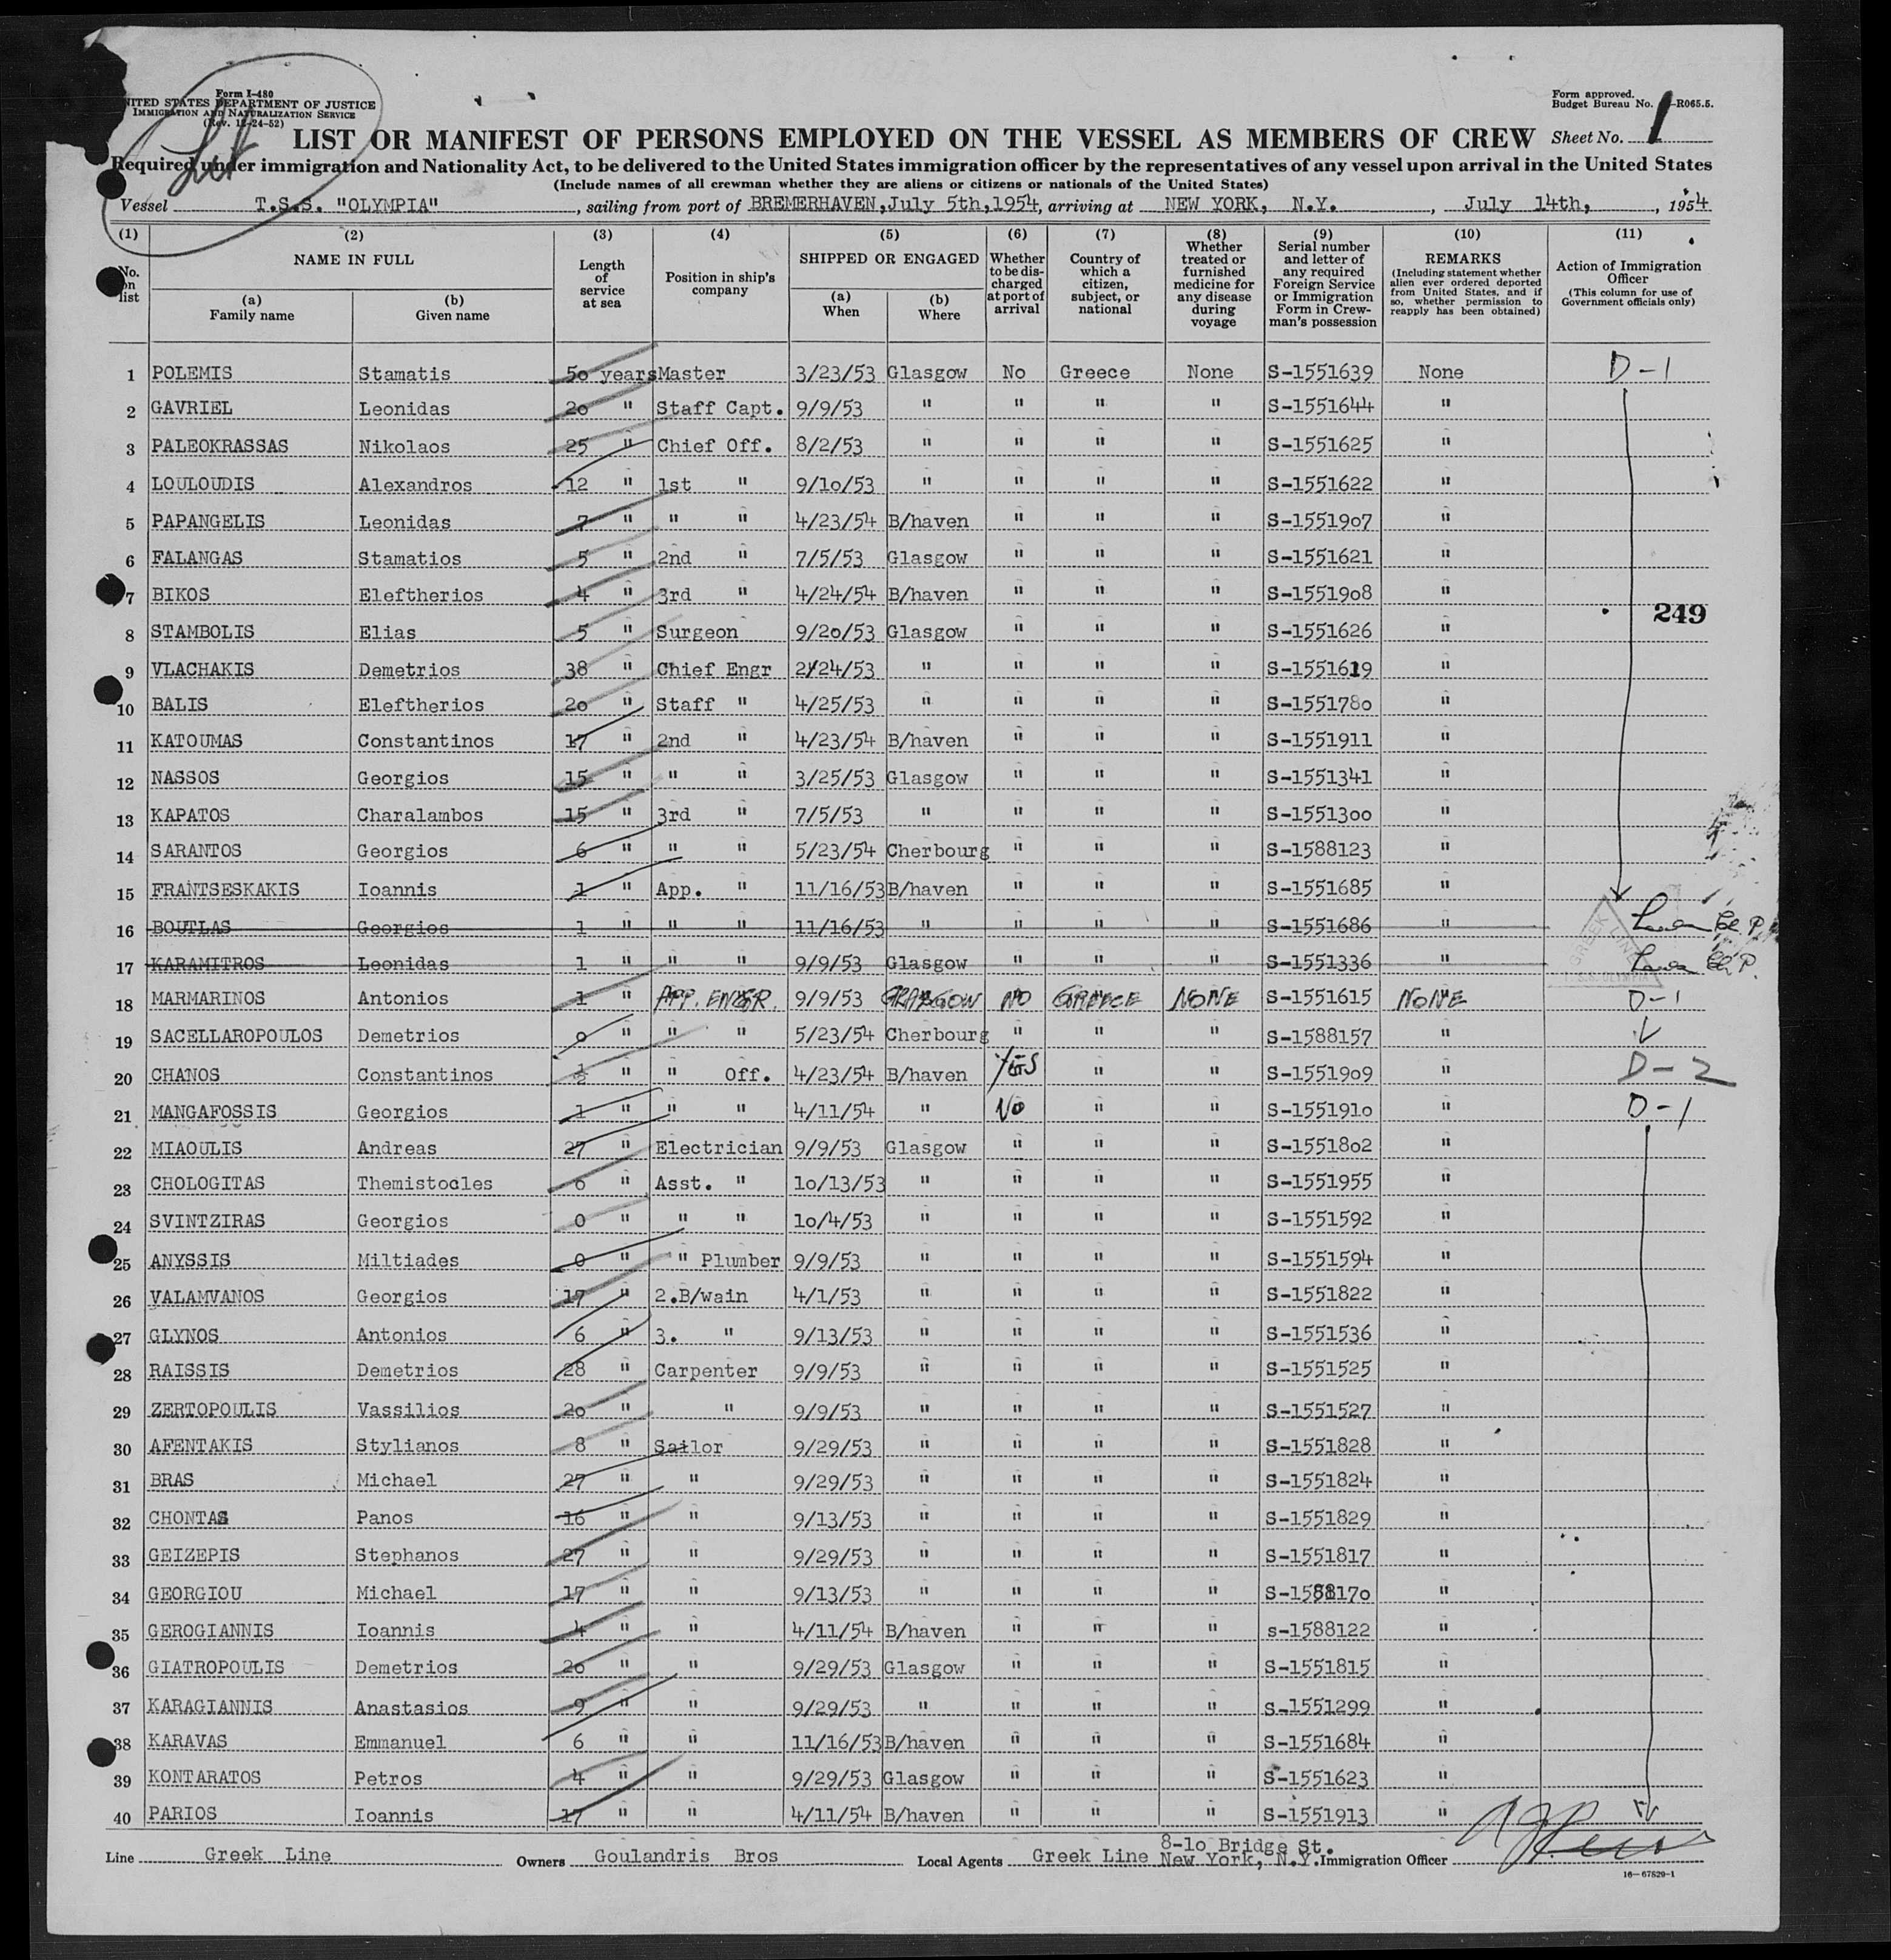 Form I-480
UNITED STATES DEPARTMENT OF JUSTICE
IMMIGRATION AND NATURALIZATION SERVICE
(Rev. 12-24-52)
Form approved.
Budget Bureau No. -R065.5.
LIST OR MANIFEST OF PERSONS EMPLOYED ON THE VESSEL AS MEMBERS OF CREW Sheet No. 1
Required under immigration and Nationality Act, to be delivered to the United States immigration officer by the representatives of any vessel upon arrival in the United States
(Include names of all crewman whether they are aliens or citizens or nationals of the United States)
Vessel T.S.S. "OLYMPIA", sailing from port of BREMERHAVEN, July 5th, 1954, arriving at NEW YORK, N.Y., July 14th, 1954
(1) No. on list
(2) NAME IN FULL (a) Family name (b) Given name
(3) Length of service at sea
(4) Position in ship's company
(5) SHIPPED OR ENGAGED (a) When (b) Where
(6) Whether to be discharged at port of arrival
(7) Country of which a citizen, subject, or national
(8) Whether treated or furnished medicine for any disease during voyage
(9) Serial number and letter of any required Foreign Service or Immigration Form in Crewman's possession
(10) REMARKS (Including statement whether alien ever ordered deported from United States, and if so, whether permission to reapply has been obtained)
(11) Action of Immigration Officer (This column for use of Government officials only)
1 POLEMIS Stamatis 50 years Master 3/23/53 Glasgow No Greece None S-1551639 None D-1
2 GAVRIEL Leonidas 20 " Staff Capt. 9/9/53 " " " " S-1551644 "
3 PALEOKRASSAS Nikolaos 25 " Chief Off. 8/2/53 " " " " S-1551625 "
4 LOULOUDIS Alexandros 12 " 1st " 9/10/53 " " " " S-1551622 "
5 PAPANGELIS Leonidas 7 " " " 4/23/54 B/haven " " " S-1551907 "
6 FALANGAS Stamatios 5 " 2nd " 7/5/53 Glasgow " " " S-1551621 "
7 BIKOS Eleftherios 4 " 3rd " 4/24/54 B/haven " " " S-1551908 "
249
8 STAMBOLIS Elias 5 " Surgeon 9/20/53 Glasgow " " " S-1551626 "
9 VLACHAKIS Demetrios 38 " Chief Engr 2/24/53 " " " " S-1551619 "
10 BALIS Eleftherios 20 " Staff " 4/25/53 " " " " S-1551780 "
11 KATOUMAS Constantinos 17 " 2nd " 4/23/54 B/haven " " " S-1551911 "
12 NASSOS Georgios 15 " " " 3/25/53 Glasgow " " " S-1551341 "
13 KAPATOS Charalambos 15 " 3rd " 7/5/53 " " " " S-1551300 "
14 SARANTOS Georgios 6 " " " 5/23/54 Cherbourg " " " S-1588123 "
15 FRANTSESKAKIS Ioannis 1 " App. " 11/16/53 B/haven " " " S-1551685 "
16 BOUTLAS Georgios 1 " " " 11/16/53 " " " " S-1551686 "
17 KARAMITROS Leonidas 1 " " " 9/9/53 Glasgow " " " S-1551336 "
GREEK LINE
18 MARMARINOS Antonios 1 " APP. ENGR. 9/9/53 GLASGOW NO GREECE NONE S-1551615 NONE D-1
19 SACELLAROPOULOS Demetrios 0 " " " 5/23/54 Cherbourg " " " S-1588157 "
20 CHANOS Constantinos ½ " " Off. 4/23/54 B/haven YES " " S-1551909 " D-2
21 MANGAFOSSIS Georgios 1 " " " 4/11/54 " NO " " S-1551910 " D-1
22 MIAOULIS Andreas 27 " Electrician 9/9/53 Glasgow " " " S-1551802 "
23 CHOLOGITAS Themistocles 6 " Asst. " 10/13/53 " " " " S-1551955 "
24 SVINTZIRAS Georgios 0 " " " 10/4/53 " " " " S-1551592 "
25 ANYSSIS Miltiades 0 " " Plumber 9/9/53 " " " " S-1551594 "
26 VALAMVANOS Georgios 17 " 2.B/wain 4/1/53 " " " " S-1551822 "
27 GLYNOS Antonios 6 " 3. " 9/13/53 " " " " S-1551536 "
28 RAISSIS Demetrios 28 " Carpenter 9/9/53 " " " " S-1551525 "
29 ZERTOPOULIS Vassilios 20 " " 9/9/53 " " " " S-1551527 "
30 AFENTAKIS Stylianos 8 " Sailor 9/29/53 " " " " S-1551828 "
31 BRAS Michael 27 " " 9/29/53 " " " " S-1551824 "
32 CHONTAS Panos 16 " " 9/13/53 " " " " S-1551829 "
33 GEIZEPIS Stephanos 27 " " 9/29/53 " " " " S-1551817 "
34 GEORGIOU Michael 17 " " 9/13/53 " " " " S-1588170 "
35 GEROGIANNIS Ioannis 4 " " 4/11/54 B/haven " " " s-1588122 "
36 GIATROPOULIS Demetrios 26 " " 9/29/53 Glasgow " " " S-1551815 "
37 KARAGIANNIS Anastasios 9 " " 9/29/53 " " " " s-1551299 "
38 KARAVAS Emmanuel 6 " " 11/16/53 B/haven " " " S-1551684 "
39 KONTARATOS Petros 4 " " 9/29/53 Glasgow " " " S-1551623 "
40 PARIOS Ioannis 17 " " 4/11/54 B/haven " " " S-1551913 "
Line Greek Line Owners Goulandris Bros Local Agents Greek Line 8-10 Bridge St. New York, N.Y. Immigration Officer
16-67829-1